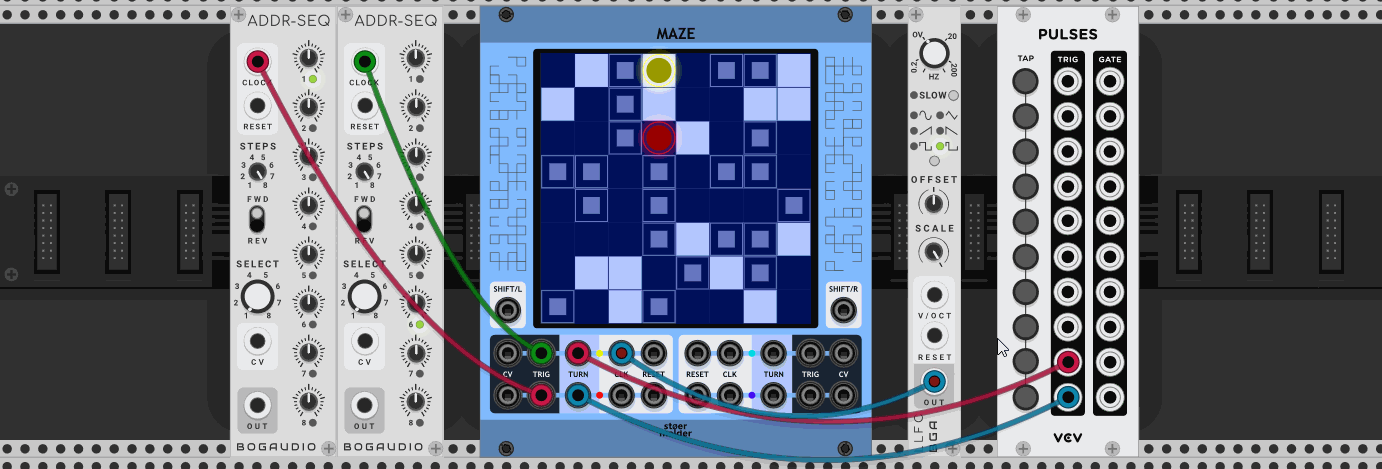 ADDR-SEQ
CLOCK
RESET
STEPS
4 5
3 6
2 7
1 8
FWD
REV
SELECT
4 5
3 6
2 7
1 8
CV
OUT
1
2
3
4
5
6
7
8
BOGAUDIO
ADDR-SEQ
CLOCK
RESET
STEPS
4 5
3 6
2 7
1 8
FWD
REV
SELECT
4 5
3 6
2 7
1 8
CV
OUT
1
2
3
4
5
6
7
8
BOGAUDIO
MAZE
SHIFT/L
SHIFT/R
CV TRIG TURN CLK RESET
RESET CLK TURN TRIG CV
stoer
melder
OV 20
0.2 200
HZ
SLOW
OFFSET
SCALE
V/OCT
RESET
OUT
LFO
PULSES
TAP TRIG GATE
VCV